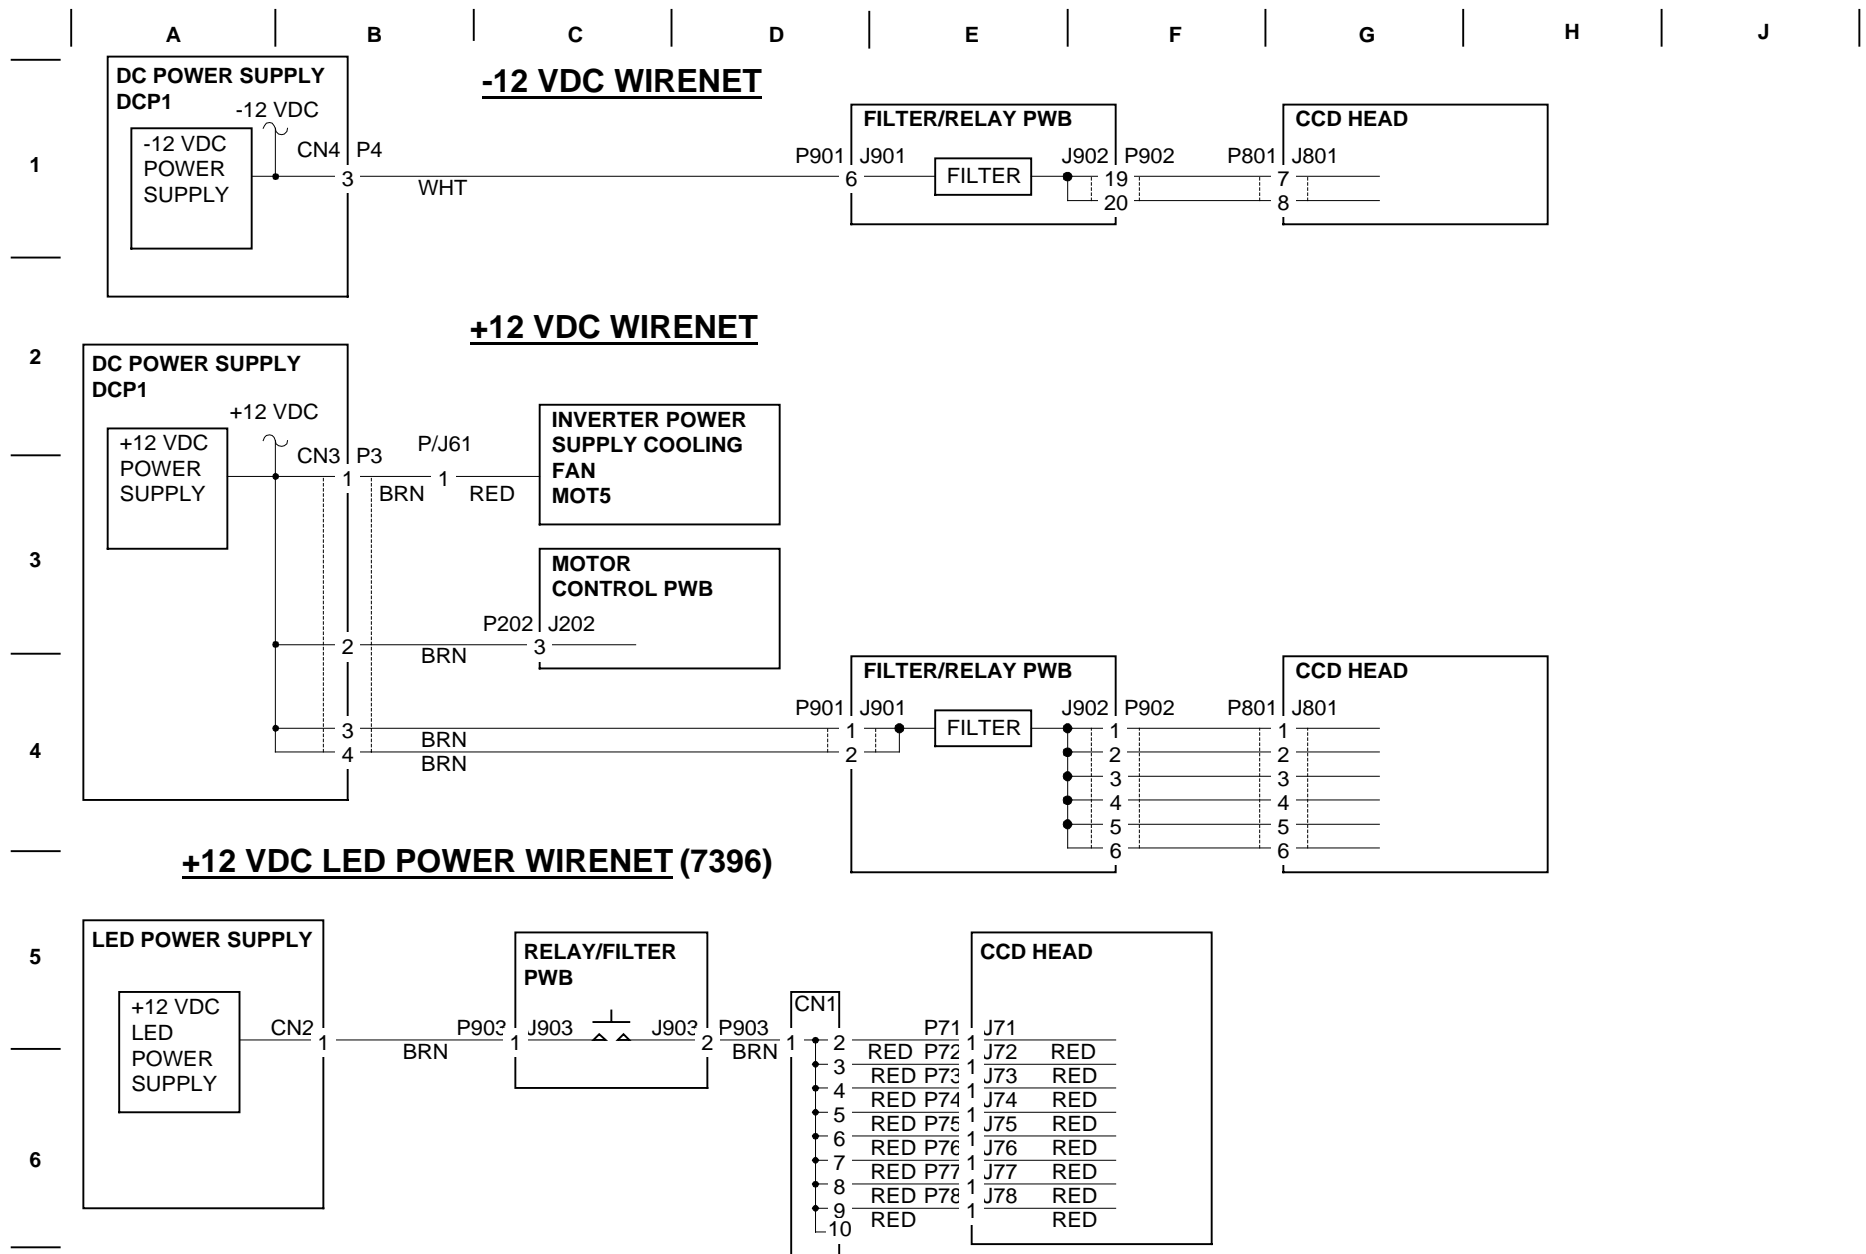 A B C D E F G H J
-12 VDC WIRENET
1
DC POWER SUPPLY
DCP1
-12 VDC
-12 VDC
POWER
SUPPLY
CN4 P4
3
WHT
FILTER/RELAY PWB
P901 J901
6
FILTER
J902 P902
19
20
CCD HEAD
P801 J801
7
8
+12 VDC WIRENET
2
DC POWER SUPPLY
DCP1
+12 VDC
+12 VDC
POWER
SUPPLY
CN3 P3
1
BRN
P/J61
1
RED
INVERTER POWER
SUPPLY COOLING
FAN
MOT5
3
MOTOR
CONTROL PWB
P202 J202
2
BRN
3
4
3
BRN
4
BRN
FILTER/RELAY PWB
P901 J901
1
2
FILTER
J902 P902
1
2
3
4
5
6
CCD HEAD
P801 J801
1
2
3
4
5
6
+12 VDC LED POWER WIRENET (7396)
5
LED POWER SUPPLY
+12 VDC
LED
POWER
SUPPLY
CN2
1
BRN
RELAY/FILTER
PWB
P903 J903
1
J903 P903
2
BRN
CN1
1
CCD HEAD
2 P71 1 J71
RED RED
3 P72 1 J72
RED RED
4 P73 1 J73
RED RED
5 P74 1 J74
RED RED
6 P75 1 J75
RED RED
7 P76 1 J76
RED RED
8 P77 1 J77
RED RED
9 P78 1 J78
RED RED
10
6